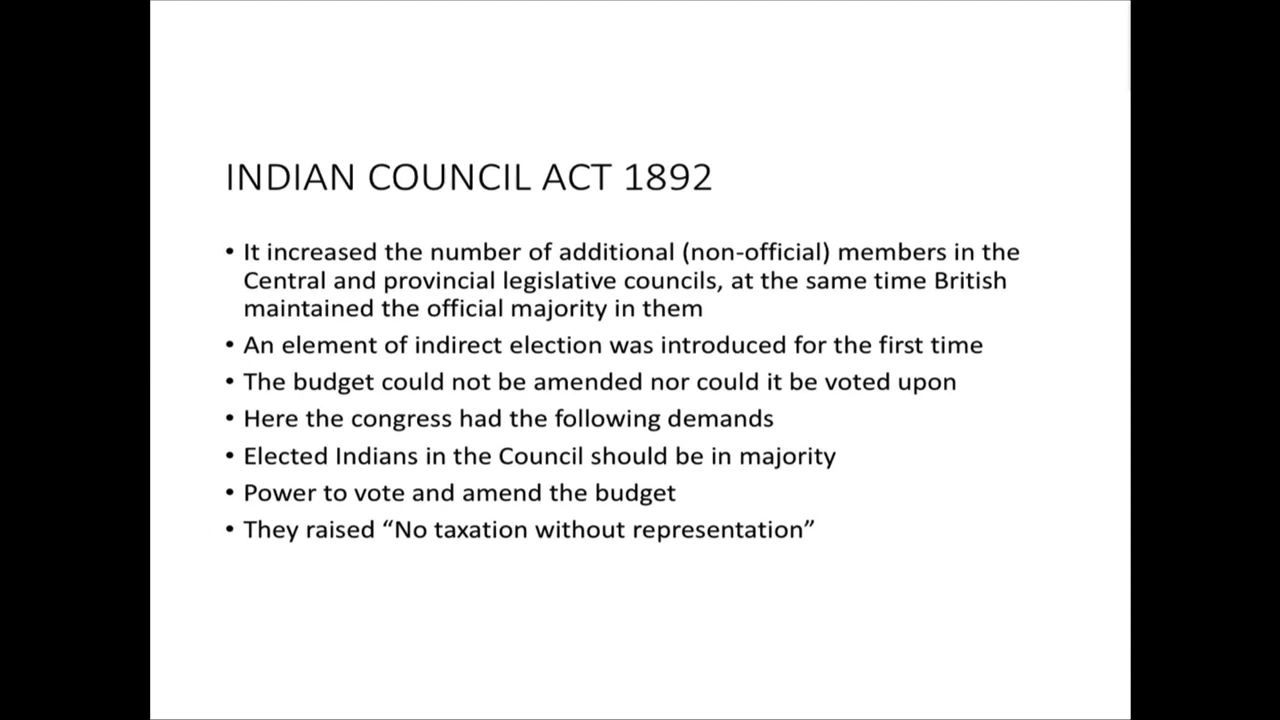 INDIAN COUNCIL ACT 1892
• It increased the number of additional (non-official) members in the
Central and provincial legislative councils, at the same time British
maintained the official majority in them
• An element of indirect election was introduced for the first time
• The budget could not be amended nor could it be voted upon
• Here the congress had the following demands
• Elected Indians in the Council should be in majority
• Power to vote and amend the budget
• They raised “No taxation without representation”